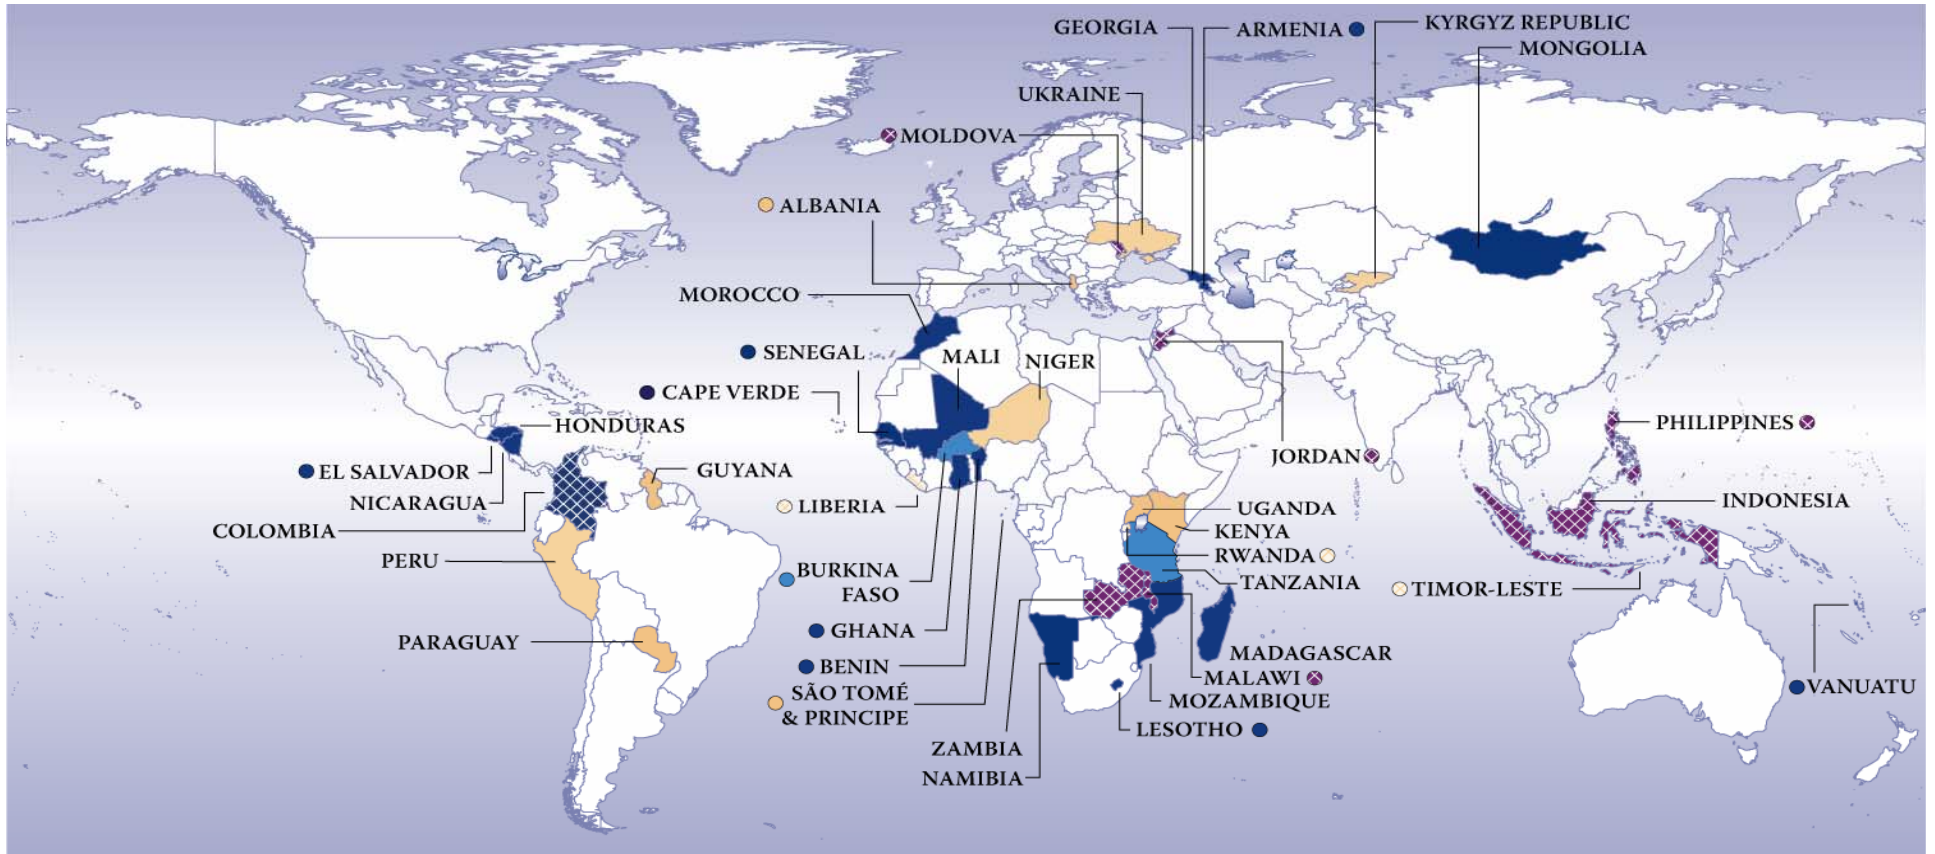 GEORGIA
ARMENIA
KYRGYZ REPUBLIC
MONGOLIA
UKRAINE
MOLDOVA
ALBANIA
MOROCCO
SENEGAL
MALI
NIGER
CAPE VERDE
HONDURAS
PHILIPPINES
JORDAN
EL SALVADOR
GUYANA
NICARAGUA
LIBERIA
INDONESIA
UGANDA
COLOMBIA
KENYA
RWANDA
PERU
BURKINA
FASO
TANZANIA
TIMOR-LESTE
GHANA
PARAGUAY
MADAGASCAR
BENIN
MALAWI
VANUATU
SÃO TOMÉ
& PRINCIPE
MOZAMBIQUE
LESOTHO
ZAMBIA
NAMIBIA